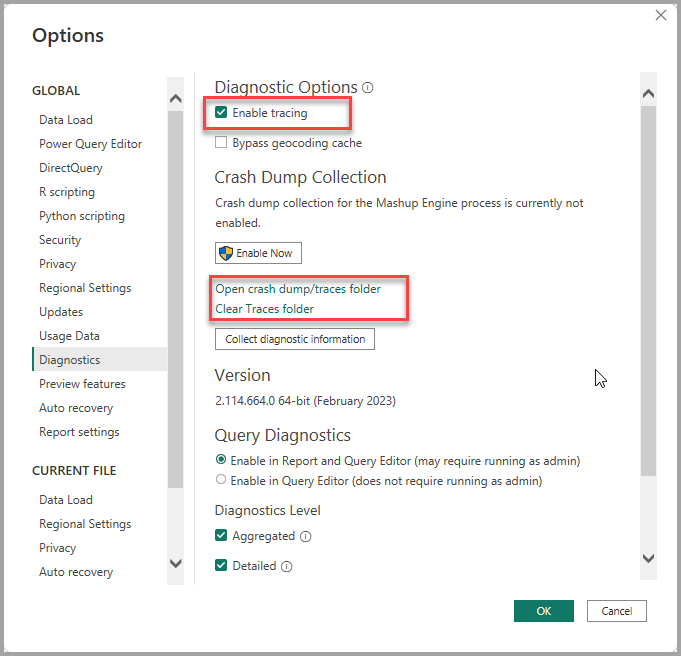 Options
GLOBAL
Data Load
Power Query Editor
DirectQuery
R scripting
Python scripting
Security
Privacy
Regional Settings
Updates
Usage Data
Diagnostics
Preview features
Auto recovery
Report settings
CURRENT FILE
Data Load
Regional Settings
Privacy
Auto recovery
Diagnostic Options
Enable tracing
Bypass geocoding cache
Crash Dump Collection
Crash dump collection for the Mashup Engine process is currently not
enabled.
Enable Now
Open crash dump/traces folder
Clear Traces folder
Collect diagnostic information
Version
2.114.664.0 64-bit (February 2023)
Query Diagnostics
Enable in Report and Query Editor (may require running as admin)
Enable in Query Editor (does not require running as admin)
Diagnostics Level
Aggregated
Detailed
OK
Cancel